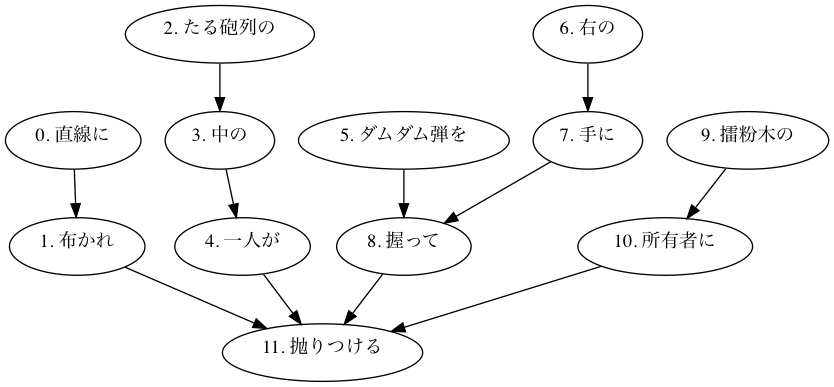 2. たる砲列の
6. 右の
0. 直線に
3. 中の
5. ダムダム弾を
7. 手に
9. 擂粉木の
1. 布かれ
4. 一人が
8. 握って
10. 所有者に
11. 抛りつける